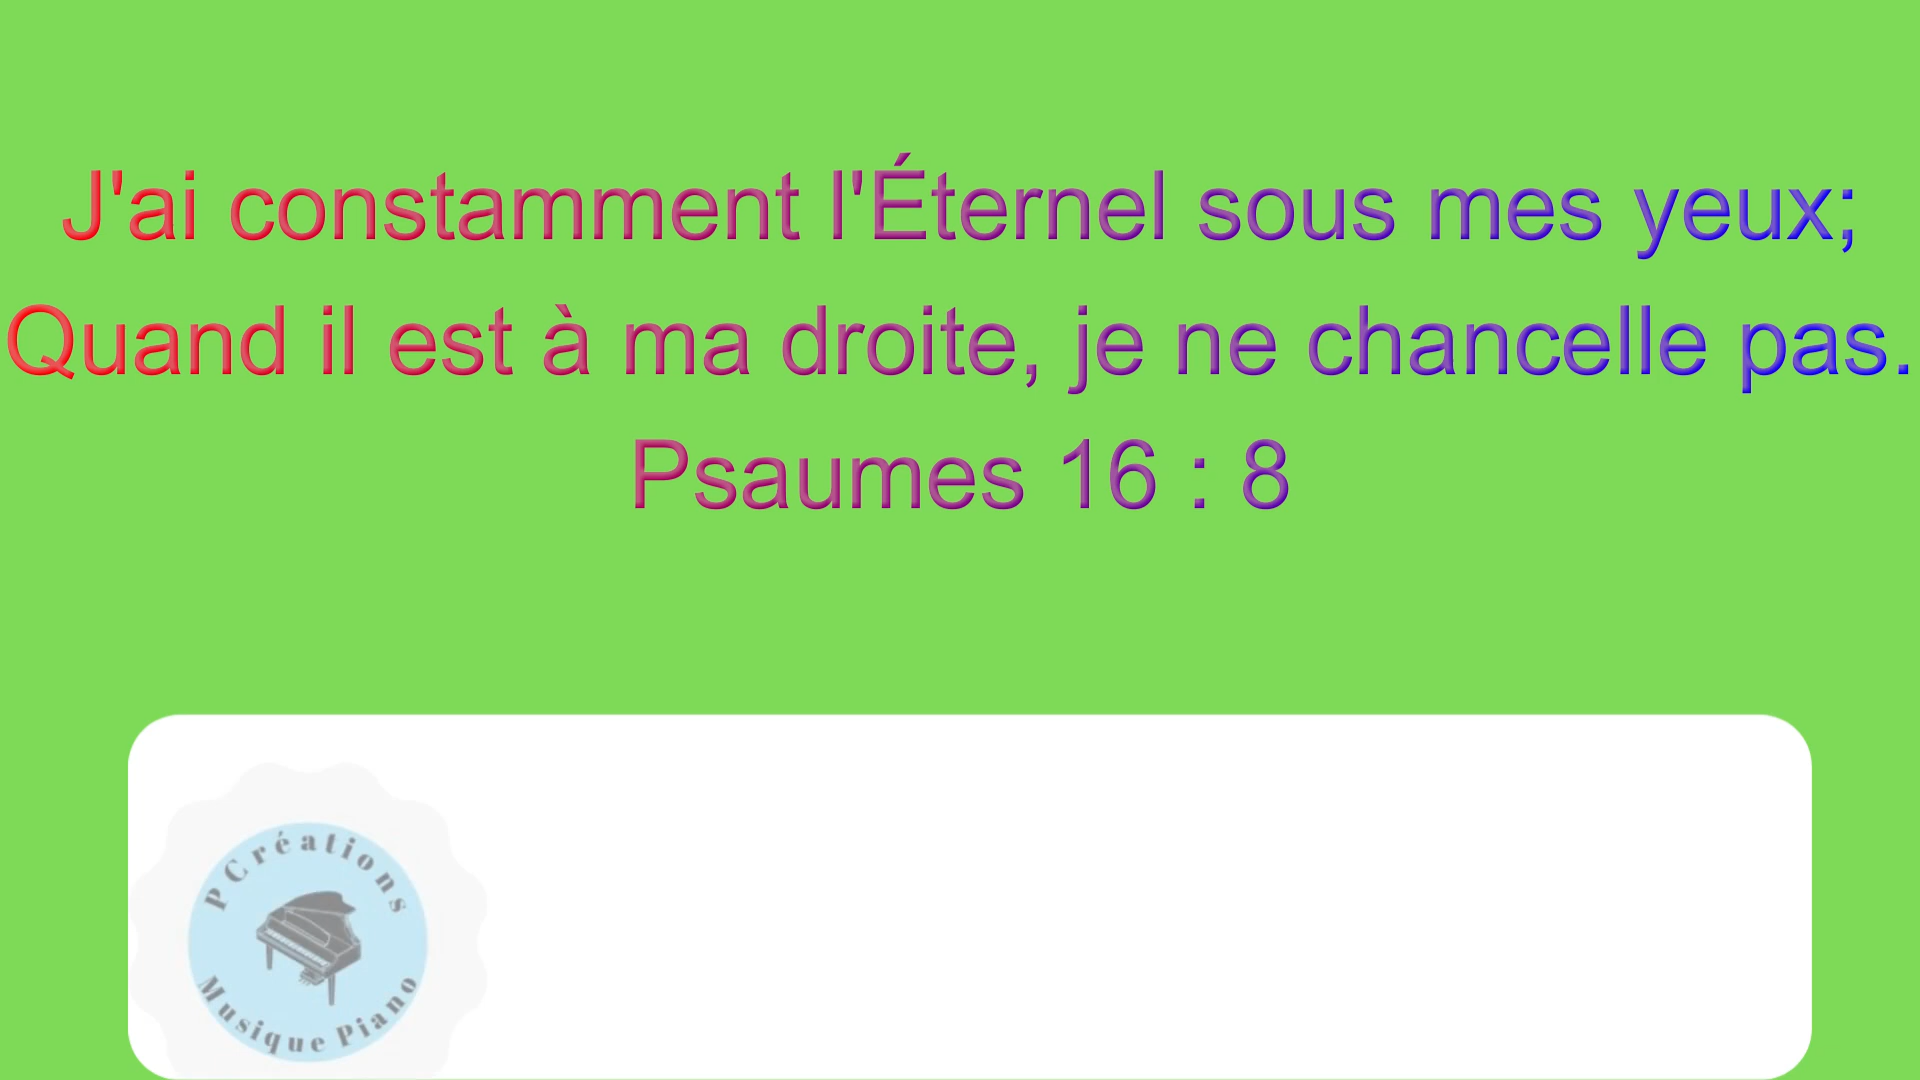 J'ai constamment l'Éternel sous mes yeux;
Quand il est à ma droite, je ne chancelle pas.
Psaumes 16 : 8
PCréations
Musique Piano